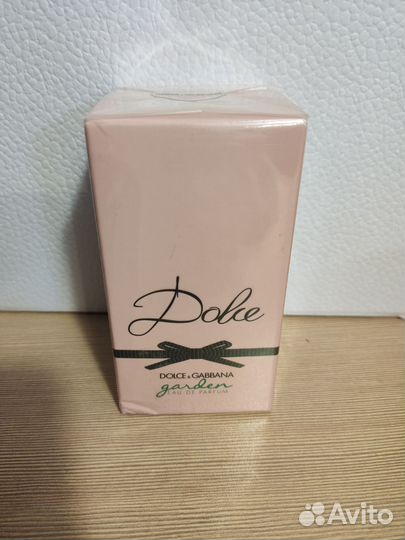 Dolce
DOLCE & GABBANA
garden
EAU DE PARFUM
Avito